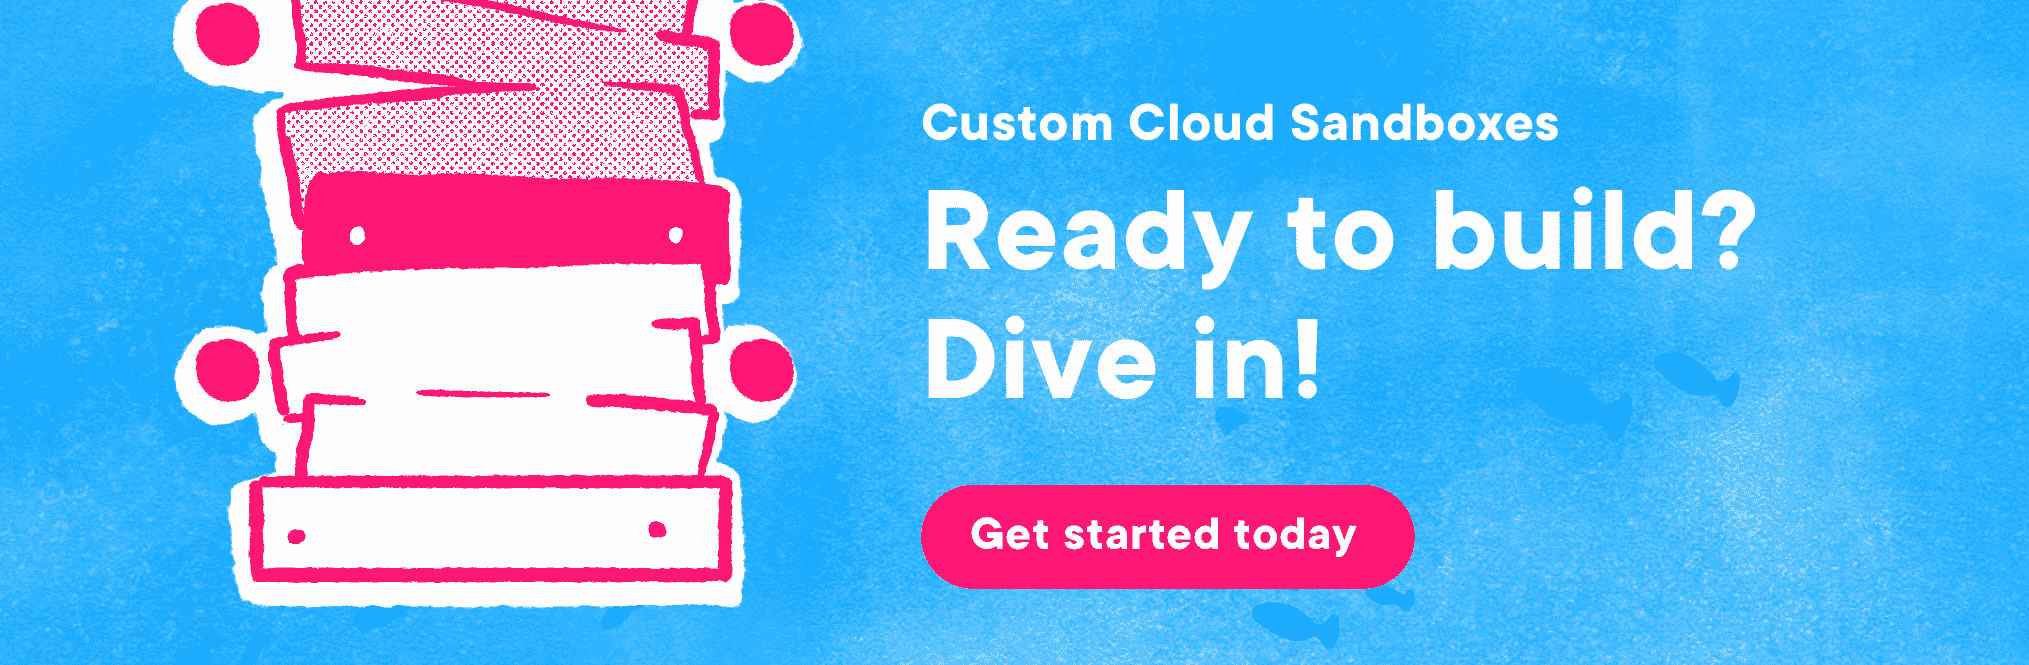 Custom Cloud Sandboxes
Ready to build?
Dive in!
Get started today